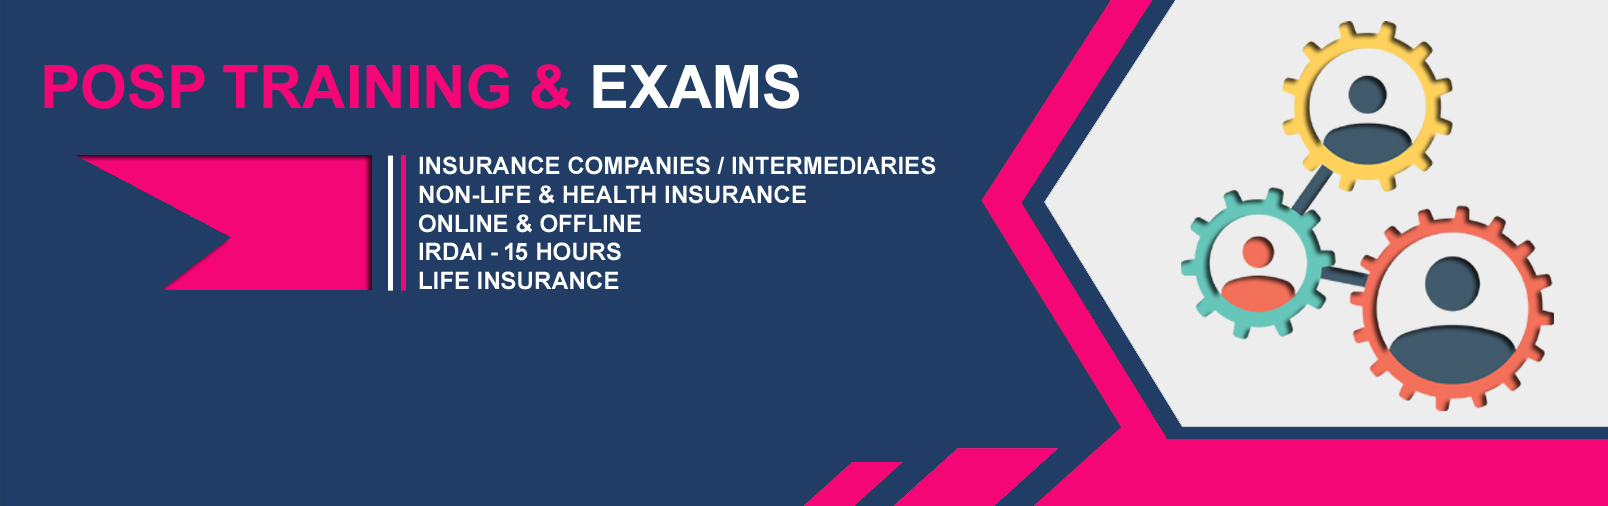 POSP TRAINING & EXAMS
INSURANCE COMPANIES / INTERMEDIARIES
NON-LIFE & HEALTH INSURANCE
ONLINE & OFFLINE
IRDAI - 15 HOURS
LIFE INSURANCE